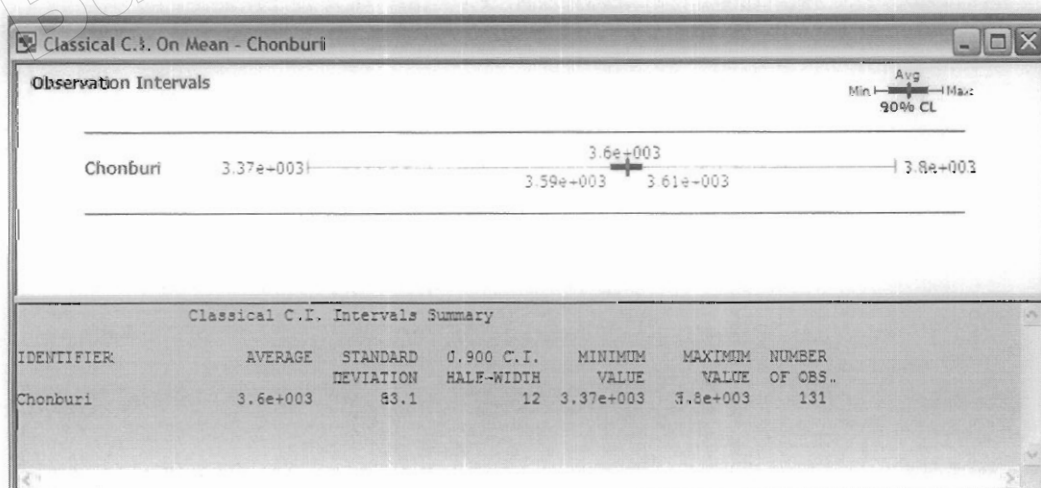 Classical C.I. On Mean - Chonburi
Observation Intervals
Avg
Min Max
90% CL
Chonburi 3.37e+003 3.6e+003 3.8e+003
3.59e+003 3.61e+003
Classical C.I. Intervals Summary
IDENTIFIER AVERAGE STANDARD 0.900 C.I. MINIMUM MAXIMUM NUMBER
DEVIATION HALF-WIDTH VALUE VALUE OF OBS.
Chonburi 3.6e+003 83.1 12 3.37e+003 3.8e+003 131